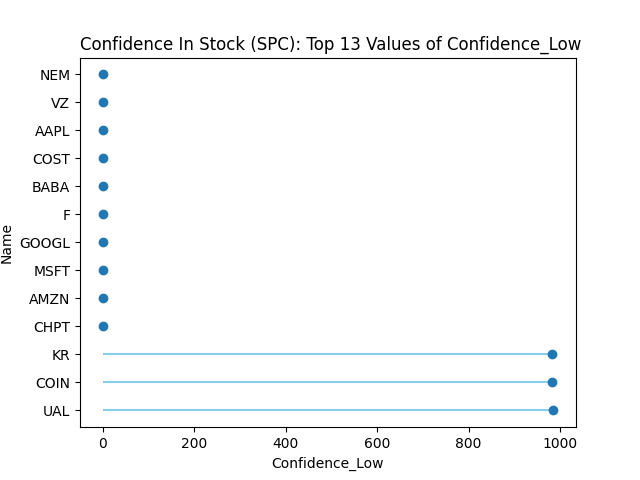 Confidence In Stock (SPC): Top 13 Values of Confidence_Low
Name
NEM
VZ
AAPL
COST
BABA
F
GOOGL
MSFT
AMZN
CHPT
KR
COIN
UAL
0 200 400 600 800 1000
Confidence_Low